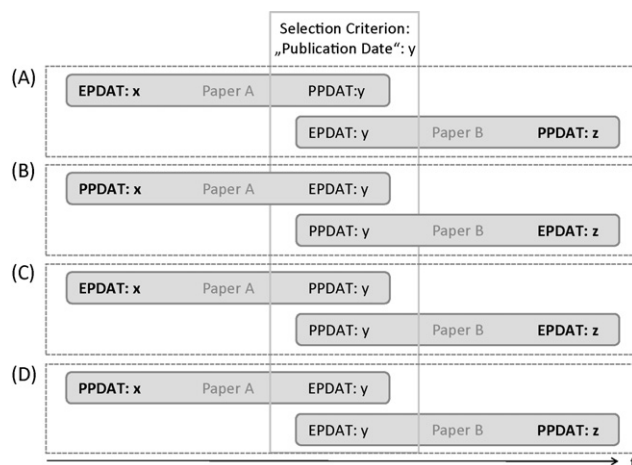 Selection Criterion:
„Publication Date“: y
(A)
EPDAT: x Paper A PPDAT:y
EPDAT: y Paper B PPDAT: z
(B)
PPDAT: x Paper A EPDAT: y
PPDAT: y Paper B EPDAT: z
(C)
EPDAT: x Paper A PPDAT: y
PPDAT: y Paper B EPDAT: z
(D)
PPDAT: x Paper A EPDAT: y
EPDAT: y Paper B PPDAT: z